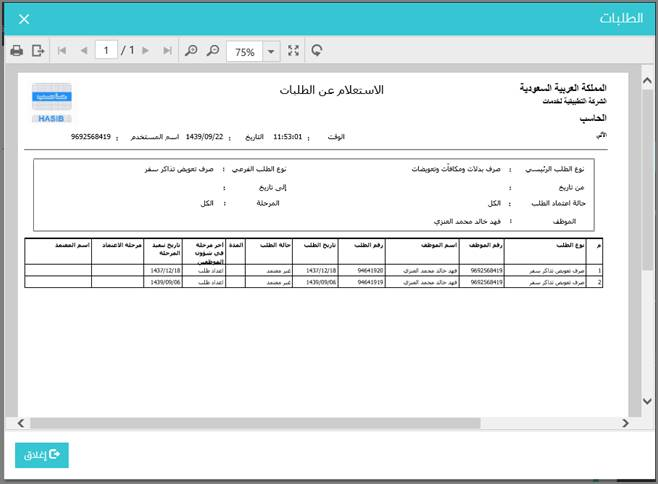 الطلبات
1 / 1
75%
المملكة العربية السعودية
الاستعلام عن الطلبات
الشركة التطبيقية لخدمات
الحاسب
الآلي
HASIB
الوقت : 11:53:01 التاريخ : 1439/09/22 اسم المستخدم : 9692568419
نوع الطلب الرئيسي : صرف بدلات ومكافآت وتعويضات نوع الطلب الفرعي : صرف تعويض تذاكر سفر
من تاريخ : إلى تاريخ :
حالة اعتماد الطلب : الكل المرحلة : الكل
الموظف : فهد خالد محمد العنزي
م نوع الطلب رقم الموظف اسم الموظف رقم الطلب تاريخ الطلب حالة الطلب المدة اخر مرحلة في شؤون الموظفين تاريخ تنفيذ المرحلة مرحلة الاعتماد اسم المعتمد
1 صرف تعويض تذاكر سفر 9692568419 فهد خالد محمد العنزي 94641920 1437/12/18 غير معتمد اعداد طلب 1437/12/18
2 صرف تعويض تذاكر سفر 9692568419 فهد خالد محمد العنزي 94641919 1439/09/06 غير معتمد اعداد طلب 1439/09/06
إغلاق